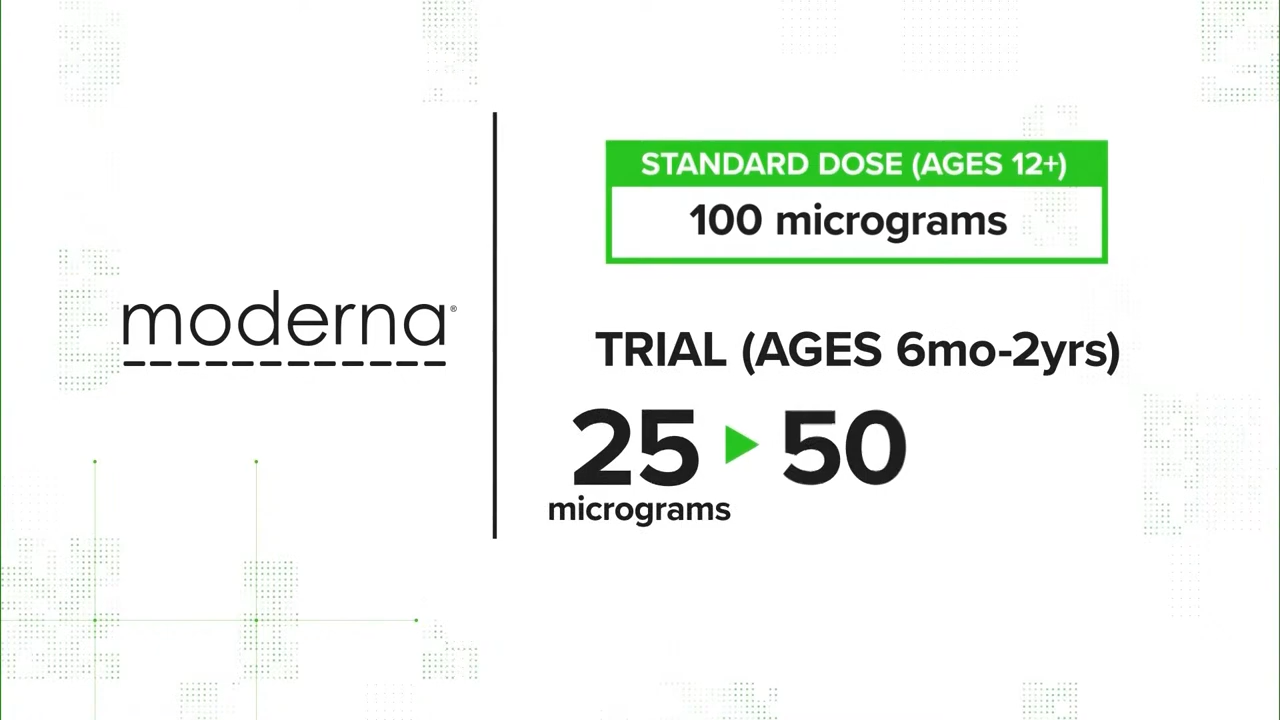 moderna®
STANDARD DOSE (AGES 12+)
100 micrograms
TRIAL (AGES 6mo-2yrs)
25 ▶ 50
micrograms